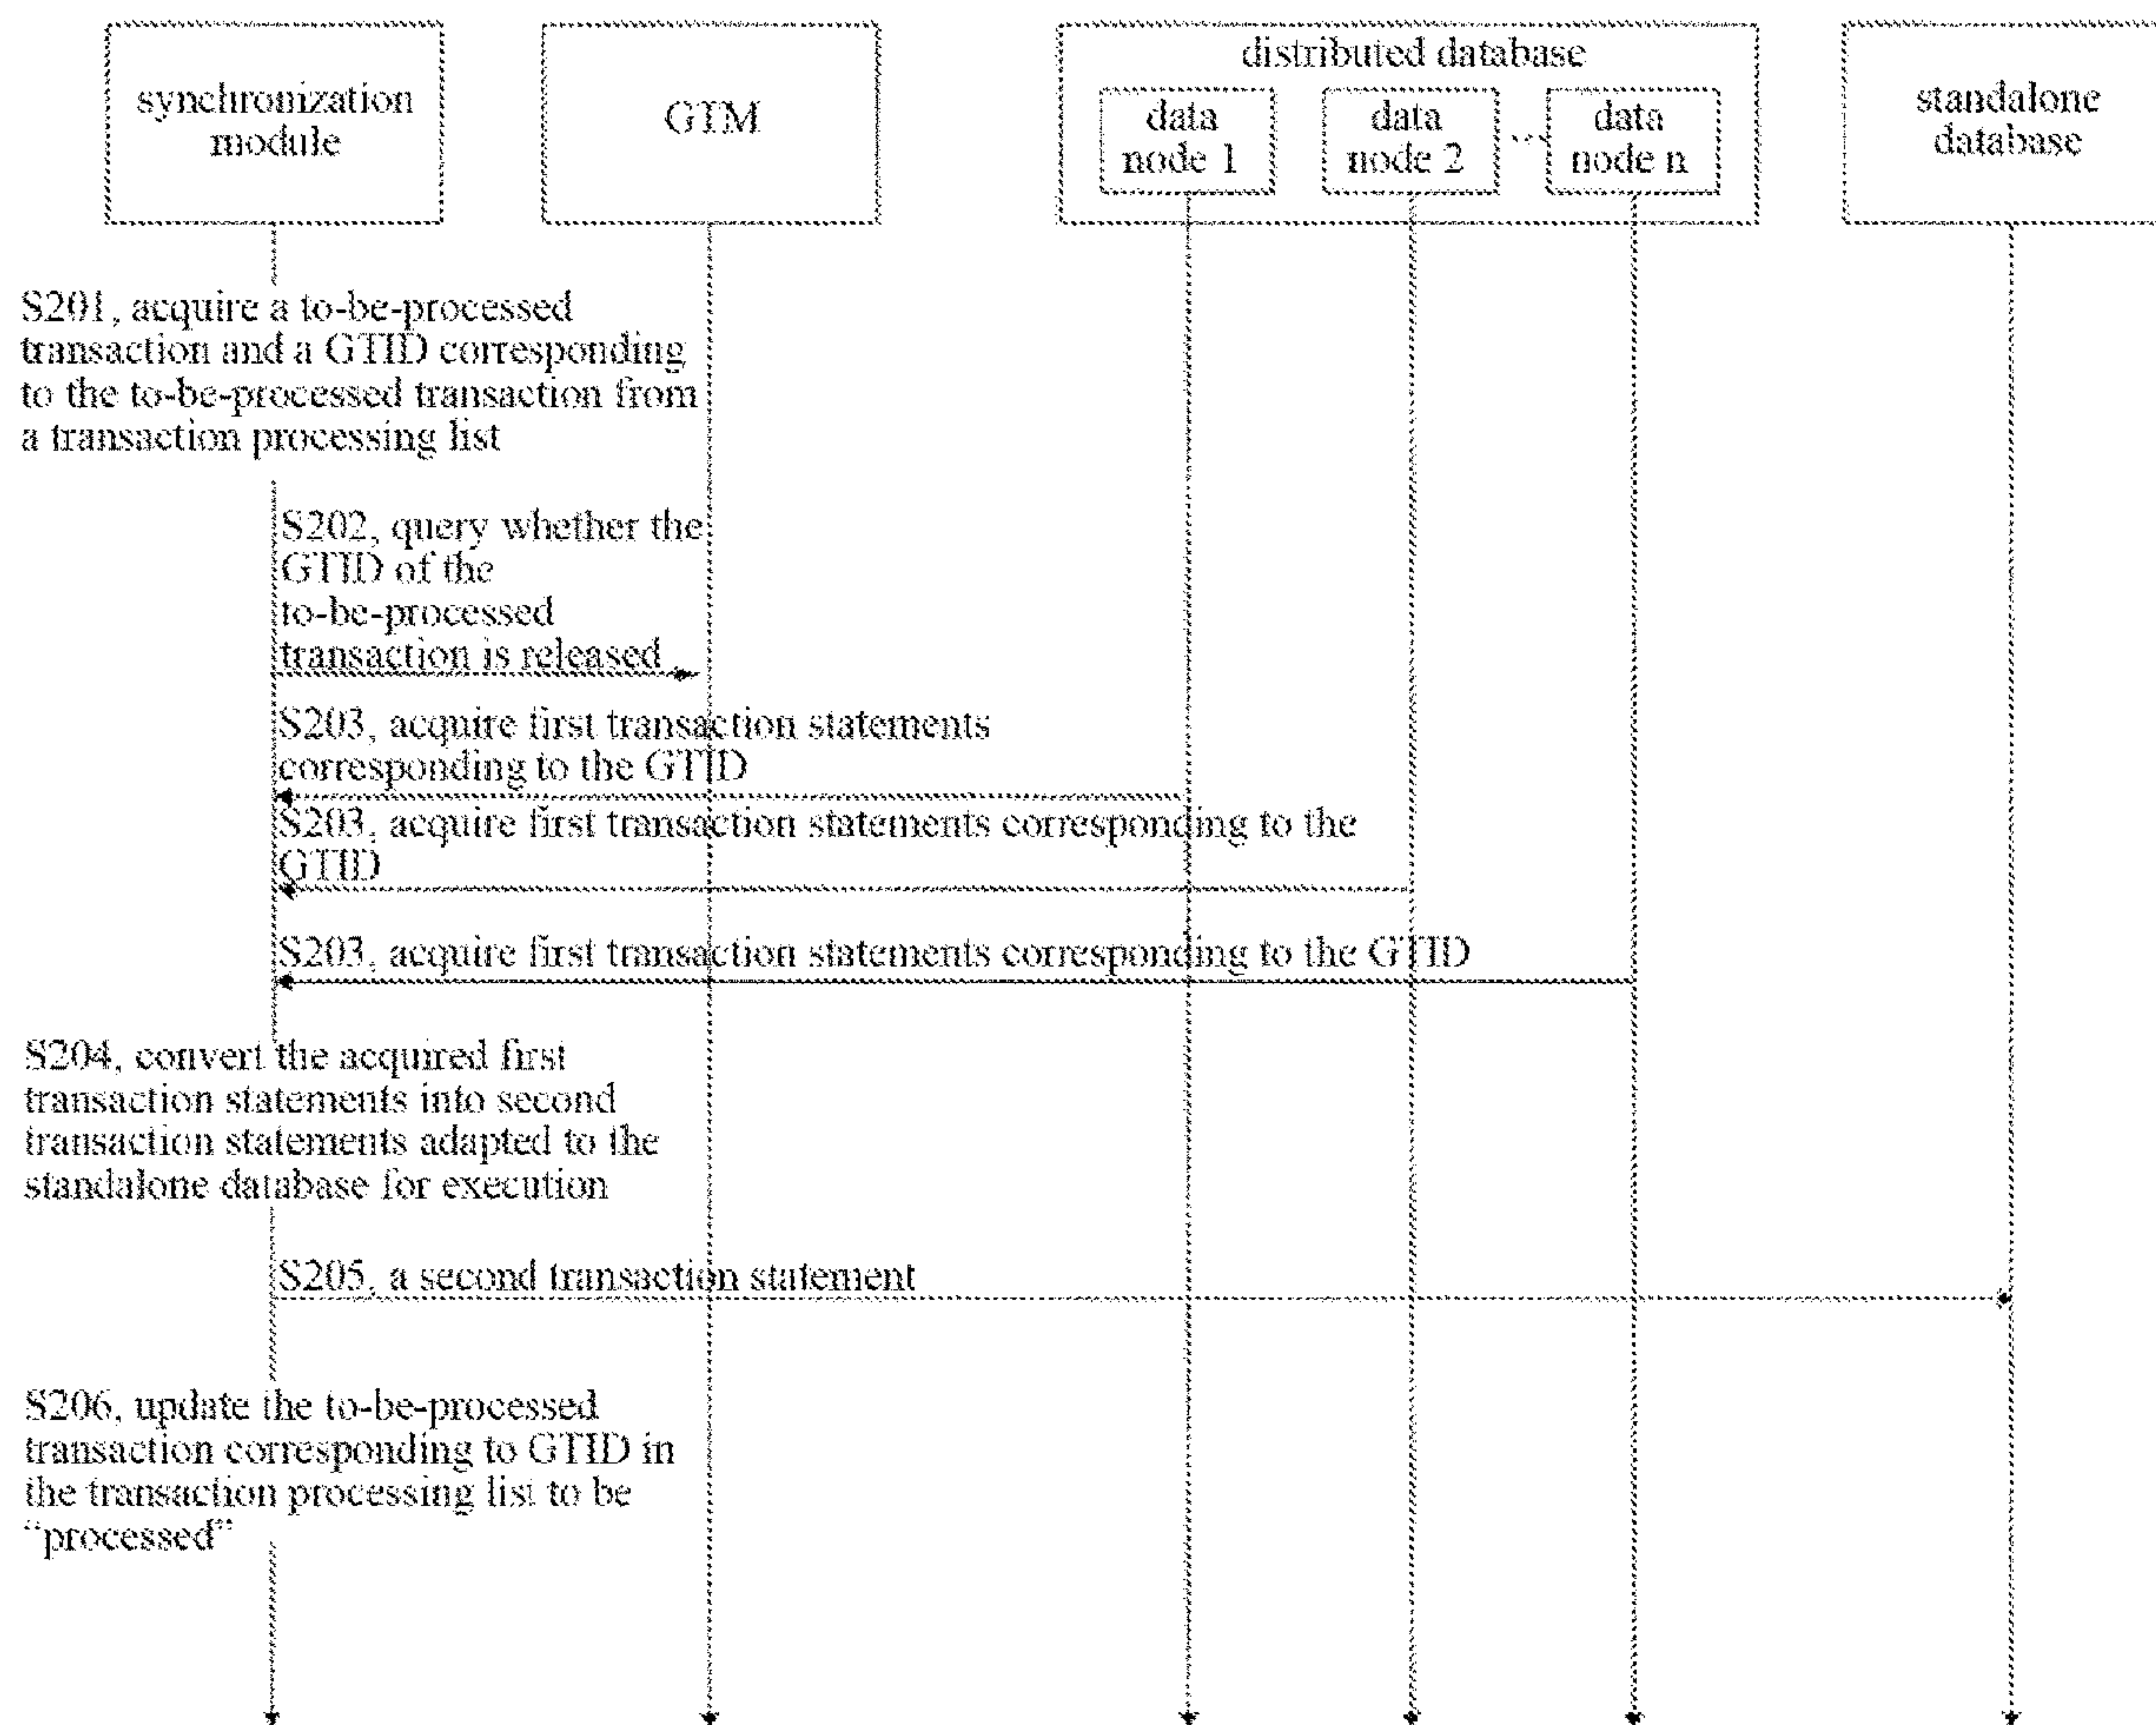 synchronization
module
GTM
distributed database
data
node 1
data
node 2
...
data
node n
standalone
database
S201, acquire a to-be-processed
transaction and a GTID corresponding
to the to-be-processed transaction from
a transaction processing list
S202, query whether the
GTID of the
to-be-processed
transaction is released
S203, acquire first transaction statements
corresponding to the GTID
S203, acquire first transaction statements corresponding to the
GTID
S203, acquire first transaction statements corresponding to the GTID
S204, convert the acquired first
transaction statements into second
transaction statements adapted to the
standalone database for execution
S205, a second transaction statement
S206, update the to-be-processed
transaction corresponding to GTID in
the transaction processing list to be
“processed”